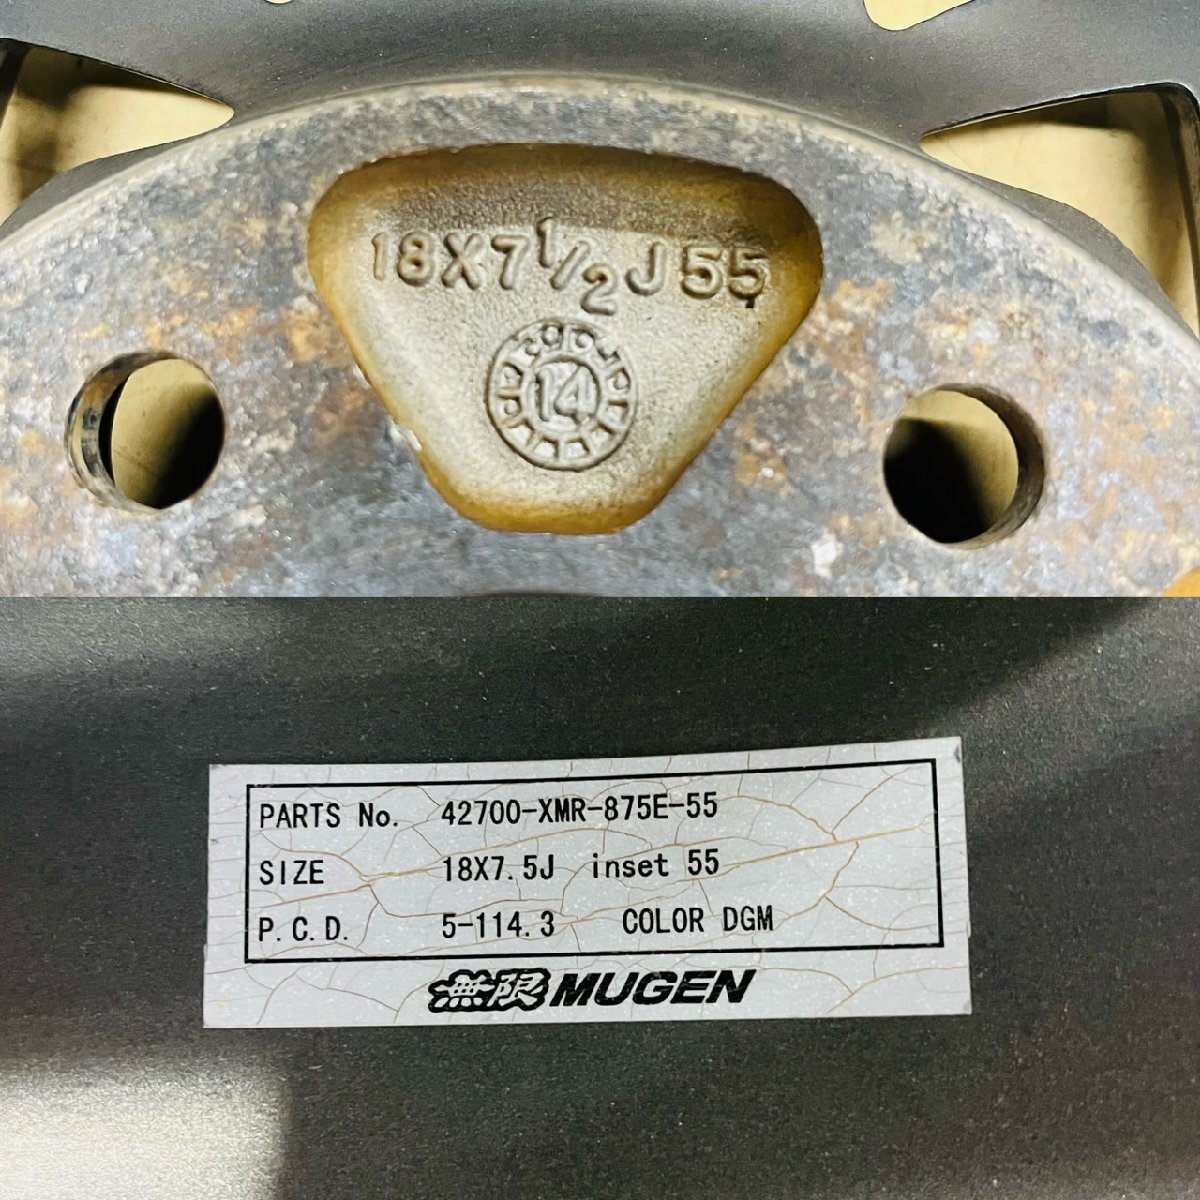 18X7 1/2 J 55
14
PARTS No. 42700-XMR-875E-55
SIZE 18X7.5J inset 55
P.C.D. 5-114.3 COLOR DGM
無限 MUGEN